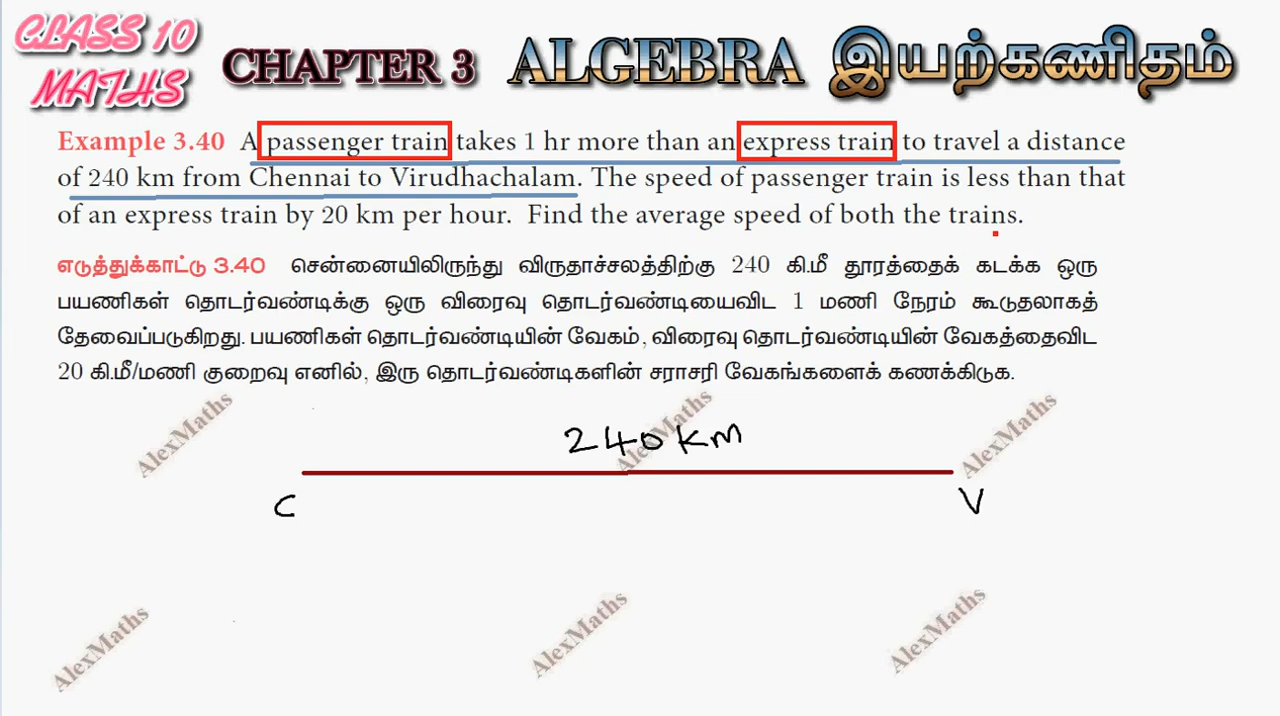 CLASS 10
MATHS
CHAPTER 3 ALGEBRA இயற்கணிதம்
Example 3.40 A passenger train takes 1 hr more than an express train to travel a distance
of 240 km from Chennai to Virudhachalam. The speed of passenger train is less than that
of an express train by 20 km per hour. Find the average speed of both the trains.
எடுத்துக்காட்டு 3.40 சென்னையிலிருந்து விருதாச்சலத்திற்கு 240 கி.மீ தூரத்தைக் கடக்க ஒரு
பயணிகள் தொடர்வண்டிக்கு ஒரு விரைவு தொடர்வண்டியைவிட 1 மணி நேரம் கூடுதலாகத்
தேவைப்படுகிறது. பயணிகள் தொடர்வண்டியின் வேகம், விரைவு தொடர்வண்டியின் வேகத்தைவிட
20 கி.மீ/மணி குறைவு எனில், இரு தொடர்வண்டிகளின் சராசரி வேகங்களைக் கணக்கிடுக.
AlexMaths AlexMaths AlexMaths
240 km
C V
AlexMaths AlexMaths AlexMaths